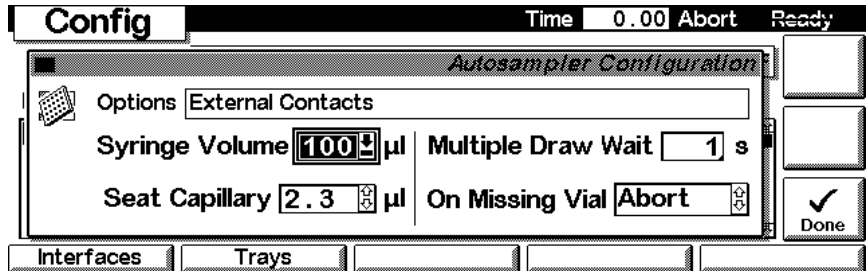 Config
Time 0.00 Abort Ready
Autosampler Configuration
Options External Contacts
Syringe Volume 100 µl
Multiple Draw Wait 1 s
Seat Capillary 2.3 µl
On Missing Vial Abort
Done
Interfaces Trays